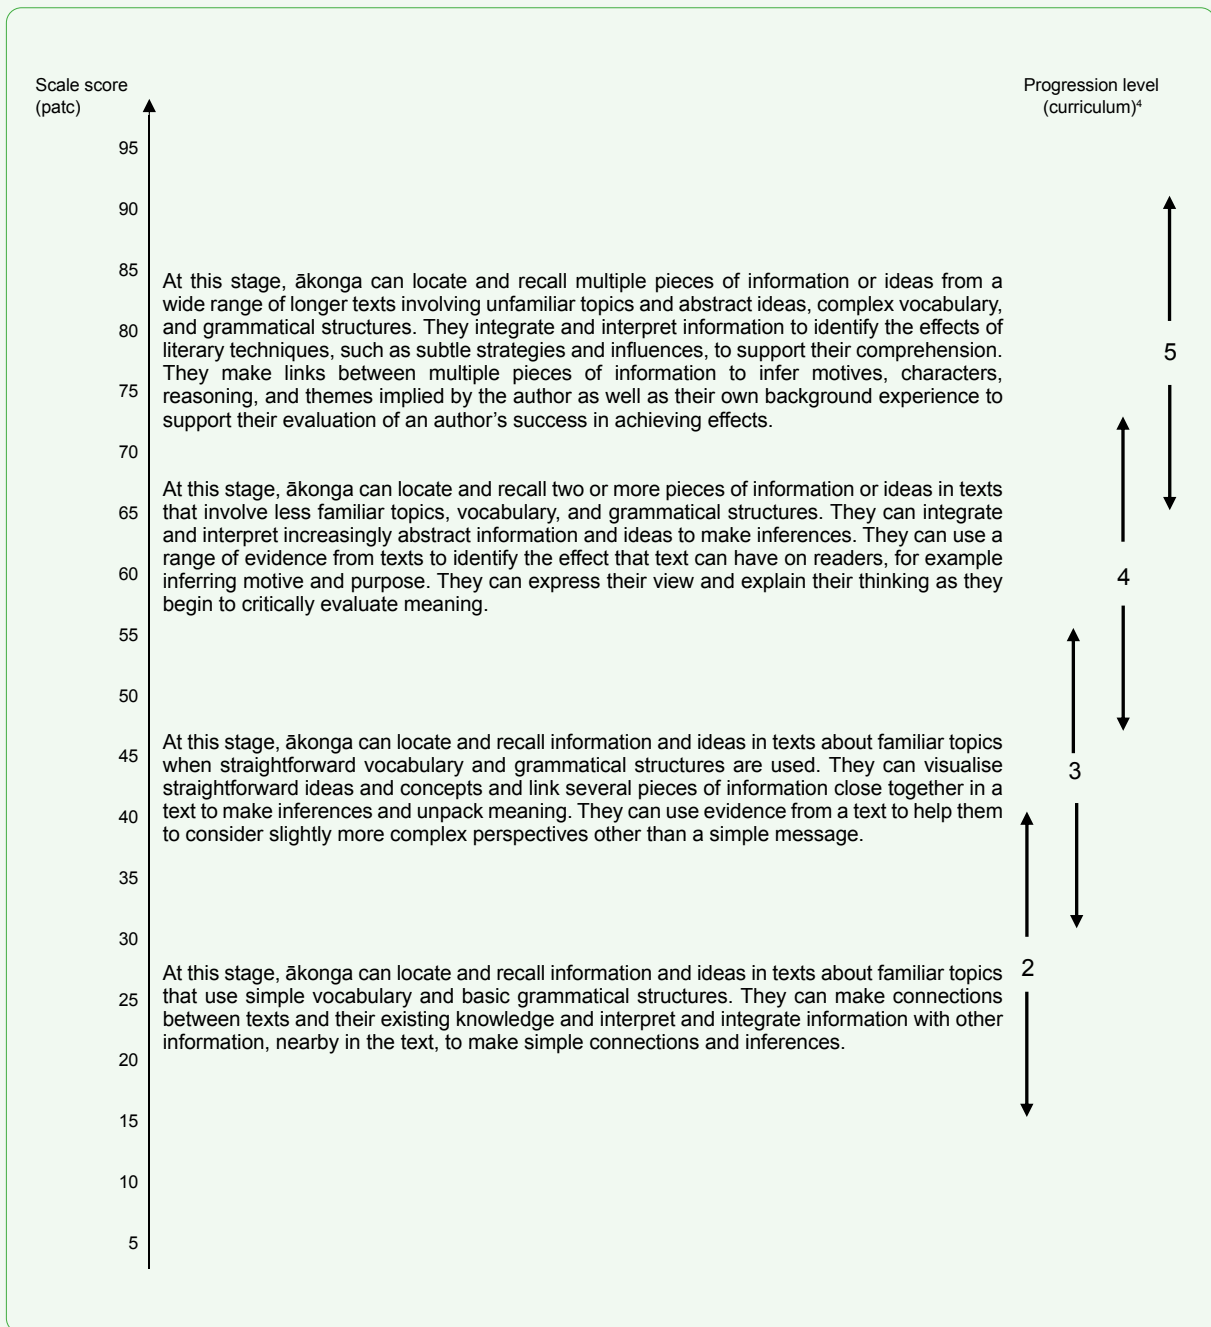 Scale score
(patc)
Progression level
(curriculum)4
95
90
85
At this stage, ākonga can locate and recall multiple pieces of information or ideas from a
wide range of longer texts involving unfamiliar topics and abstract ideas, complex vocabulary,
and grammatical structures. They integrate and interpret information to identify the effects of
literary techniques, such as subtle strategies and influences, to support their comprehension.
They make links between multiple pieces of information to infer motives, characters,
reasoning, and themes implied by the author as well as their own background experience to
support their evaluation of an author’s success in achieving effects.
80
75
5
70
At this stage, ākonga can locate and recall two or more pieces of information or ideas in texts
that involve less familiar topics, vocabulary, and grammatical structures. They can integrate
and interpret increasingly abstract information and ideas to make inferences. They can use a
range of evidence from texts to identify the effect that text can have on readers, for example
inferring motive and purpose. They can express their view and explain their thinking as they
begin to critically evaluate meaning.
65
60
4
55
50
At this stage, ākonga can locate and recall information and ideas in texts about familiar topics
when straightforward vocabulary and grammatical structures are used. They can visualise
straightforward ideas and concepts and link several pieces of information close together in a
text to make inferences and unpack meaning. They can use evidence from a text to help them
to consider slightly more complex perspectives other than a simple message.
45
3
40
35
30
At this stage, ākonga can locate and recall information and ideas in texts about familiar topics
that use simple vocabulary and basic grammatical structures. They can make connections
between texts and their existing knowledge and interpret and integrate information with other
information, nearby in the text, to make simple connections and inferences.
2
25
20
15
10
5